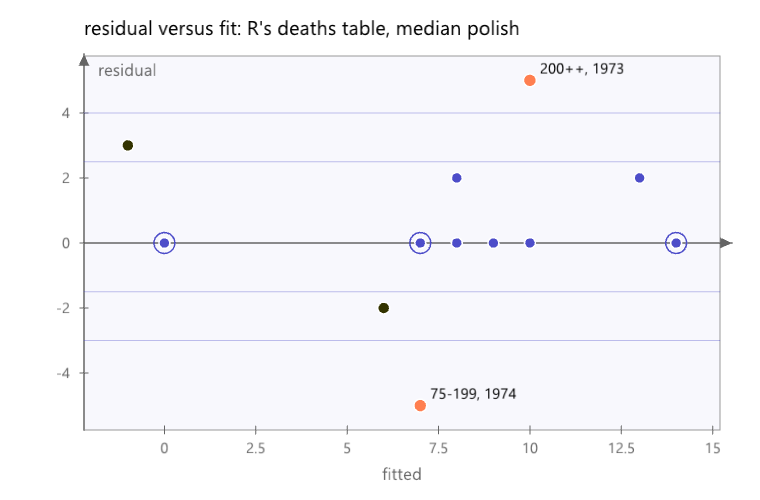 residual versus fit: R's deaths table, median polish
residual
200++, 1973
4
2
0
-2
-4
75-199, 1974
0 2.5 5 7.5 10 12.5 15
fitted